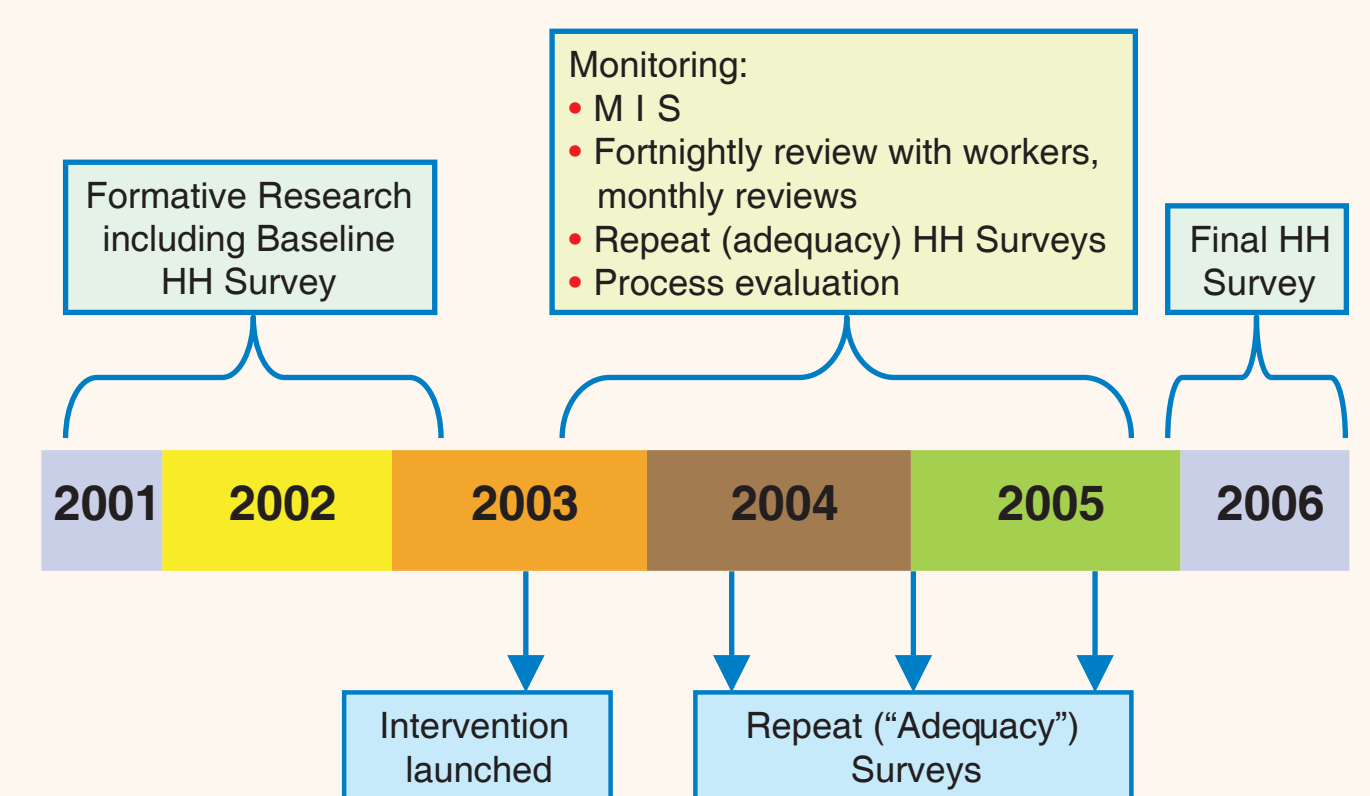 Monitoring:
• M I S
• Fortnightly review with workers,
monthly reviews
• Repeat (adequacy) HH Surveys
• Process evaluation
Formative Research
including Baseline
HH Survey
Final HH
Survey
2001 2002 2003 2004 2005 2006
Intervention
launched
Repeat (“Adequacy”)
Surveys